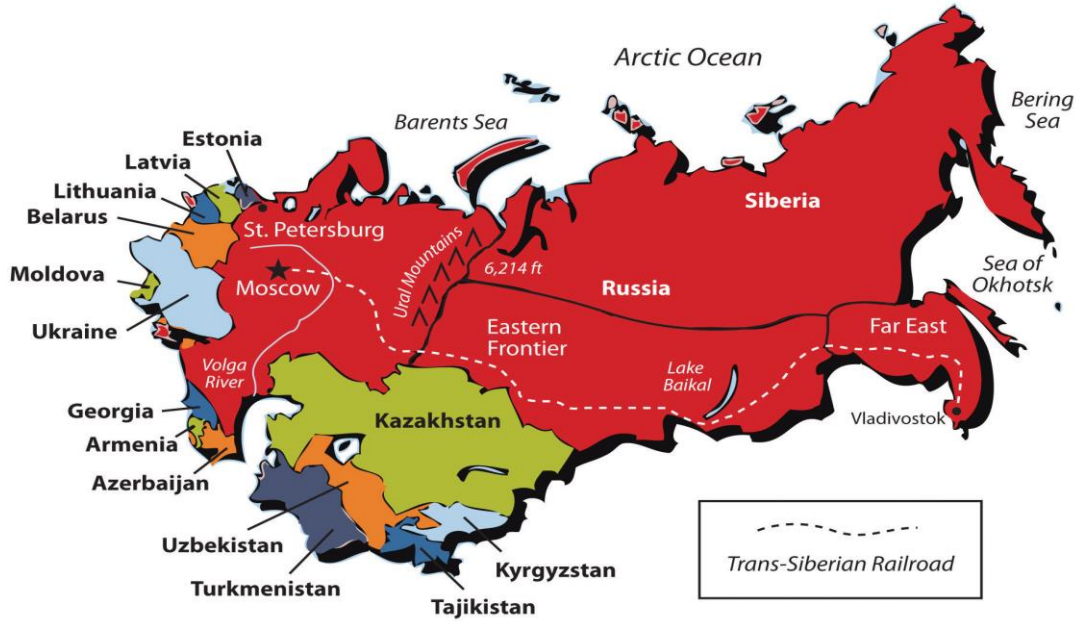 Arctic Ocean
Bering
Sea
Barents Sea
Estonia
Latvia
Lithuania
Belarus
St. Petersburg
Siberia
Ural Mountains
6,214 ft
Sea of
Okhotsk
Moldova
Moscow
Russia
Ukraine
Eastern
Frontier
Far East
Volga
River
Lake
Baikal
Georgia
Kazakhstan
Vladivostok
Armenia
Azerbaijan
Uzbekistan
Turkmenistan
Kyrgyzstan
Tajikistan
Trans-Siberian Railroad